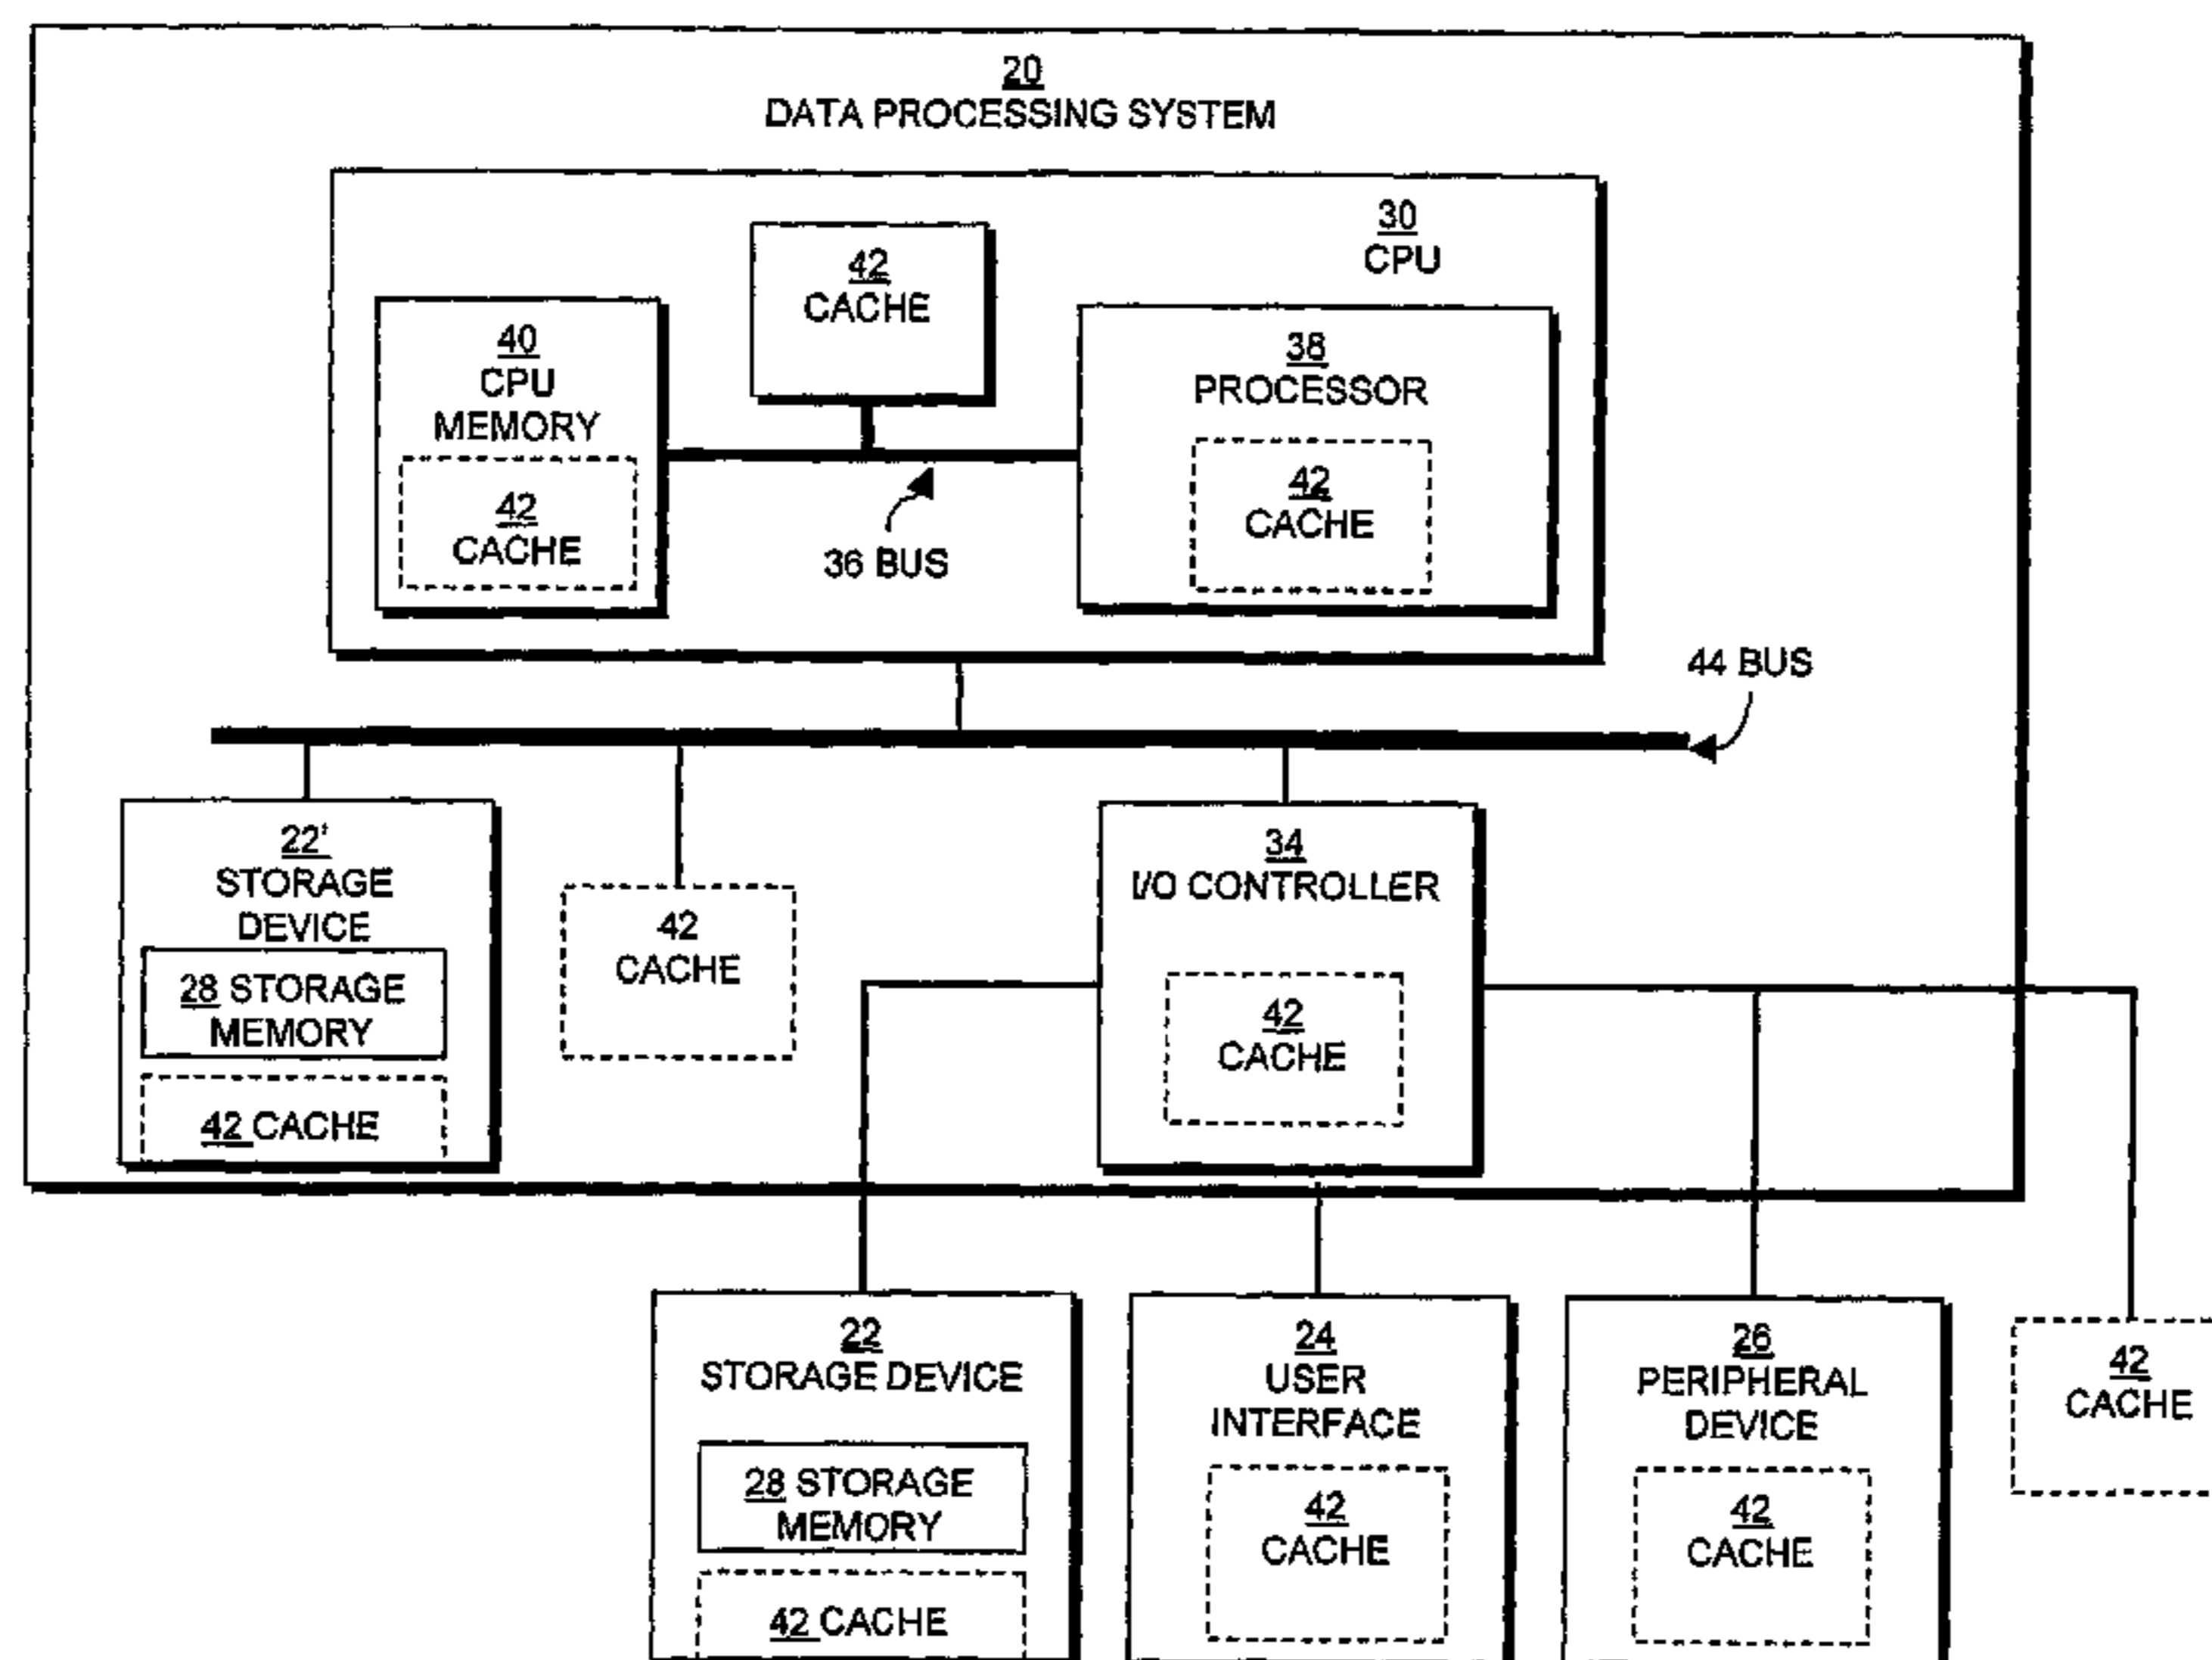 20
DATA PROCESSING SYSTEM
30
CPU
42
CACHE
40
CPU
MEMORY
42
CACHE
38
PROCESSOR
42
CACHE
36 BUS
44 BUS
22'
STORAGE
DEVICE
28 STORAGE
MEMORY
42 CACHE
42
CACHE
34
I/O CONTROLLER
42
CACHE
22
STORAGE DEVICE
28 STORAGE
MEMORY
42 CACHE
24
USER
INTERFACE
42
CACHE
26
PERIPHERAL
DEVICE
42
CACHE
42
CACHE